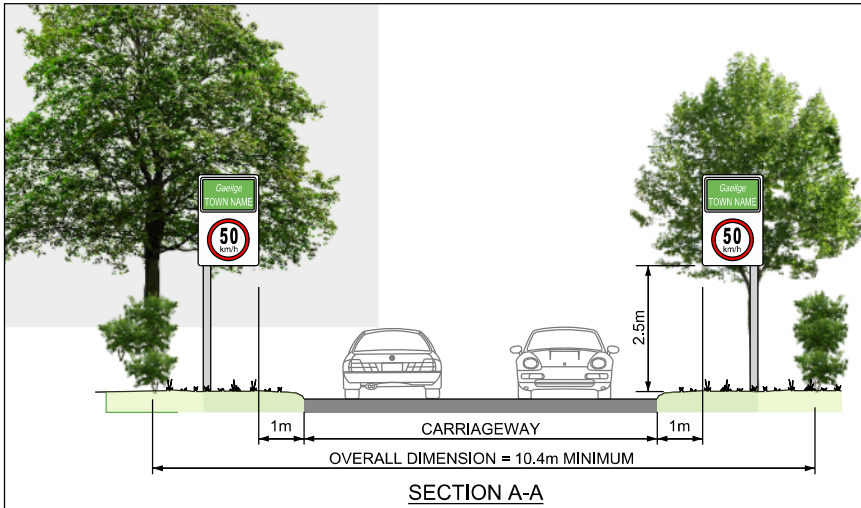 Gaeilge
TOWN NAME
50
km/h
Gaeilge
TOWN NAME
50
km/h
2.5m
1m
CARRIAGEWAY
1m
OVERALL DIMENSION = 10.4m MINIMUM
SECTION A-A